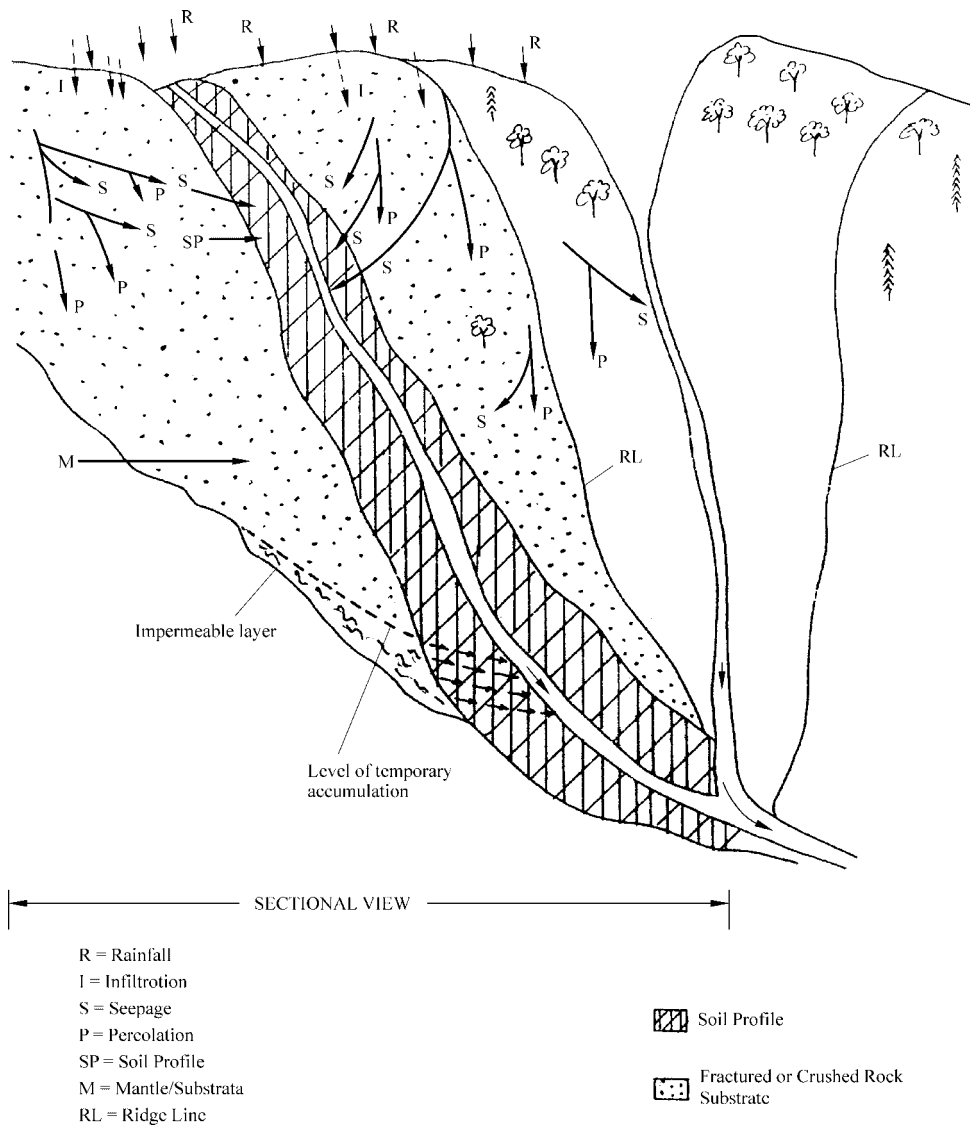 R
R
R
R
I
I
S
P
S
S
SP
P
P
S
S
S
P
P
S
P
S
P
RL
RL
M
Impermeable layer
Level of temporary
accumulation
SECTIONAL VIEW
R = Rainfall
I = Infiltrotion
S = Seepage
P = Percolation
SP = Soil Profile
M = Mantle/Substrata
RL = Ridge Line
Soil Profile
Fractured or Crushed Rock
Substrate